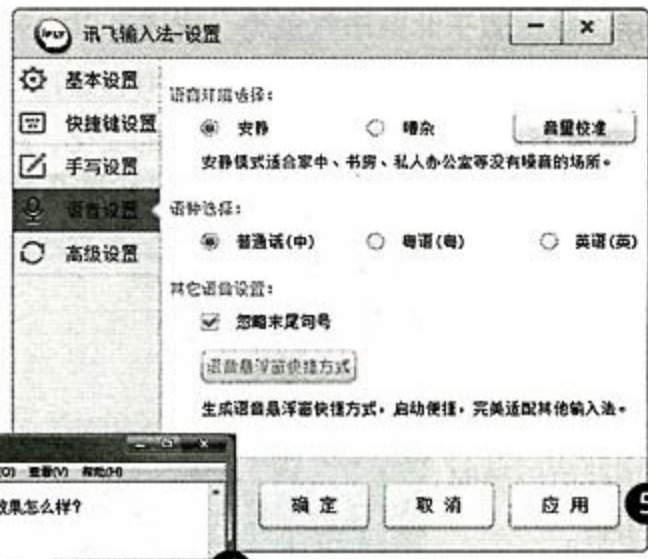 iFLY 讯飞输入法-设置
基本设置
快捷键设置
手写设置
语音设置
高级设置
语音环境选择:
安静 嘈杂 音量校准
安静模式适合家中、书房、私人办公室等没有噪音的场所。
语种选择:
普通话(中) 粤语(粤) 英语(英)
其它语音设置:
忽略末尾句号
语音悬浮窗快捷方式
生成语音悬浮窗快捷方式,启动便捷,完美适配其他输入法。
(O) 查看(V) 帮助(H)
效果怎么样?
确定 取消 应用 5